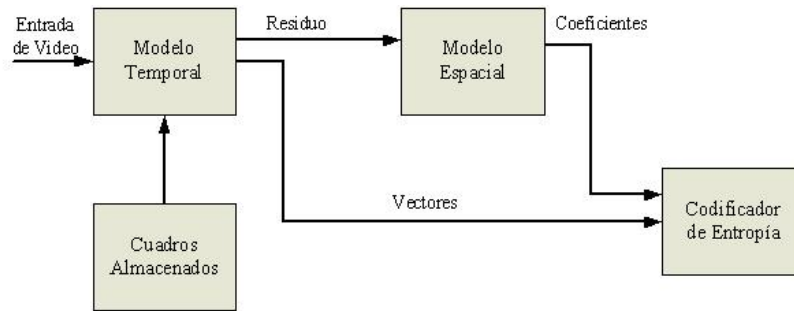 Entrada
de Video
Modelo
Temporal
Residuo
Modelo
Espacial
Coeficientes
Vectores
Cuadros
Almacenados
Codificador
de Entropía